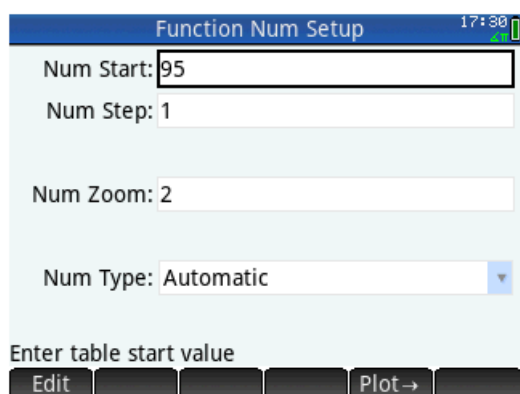 Function Num Setup 17:30
∠π
Num Start: 95
Num Step: 1
Num Zoom: 2
Num Type: Automatic
Enter table start value
Edit Plot→